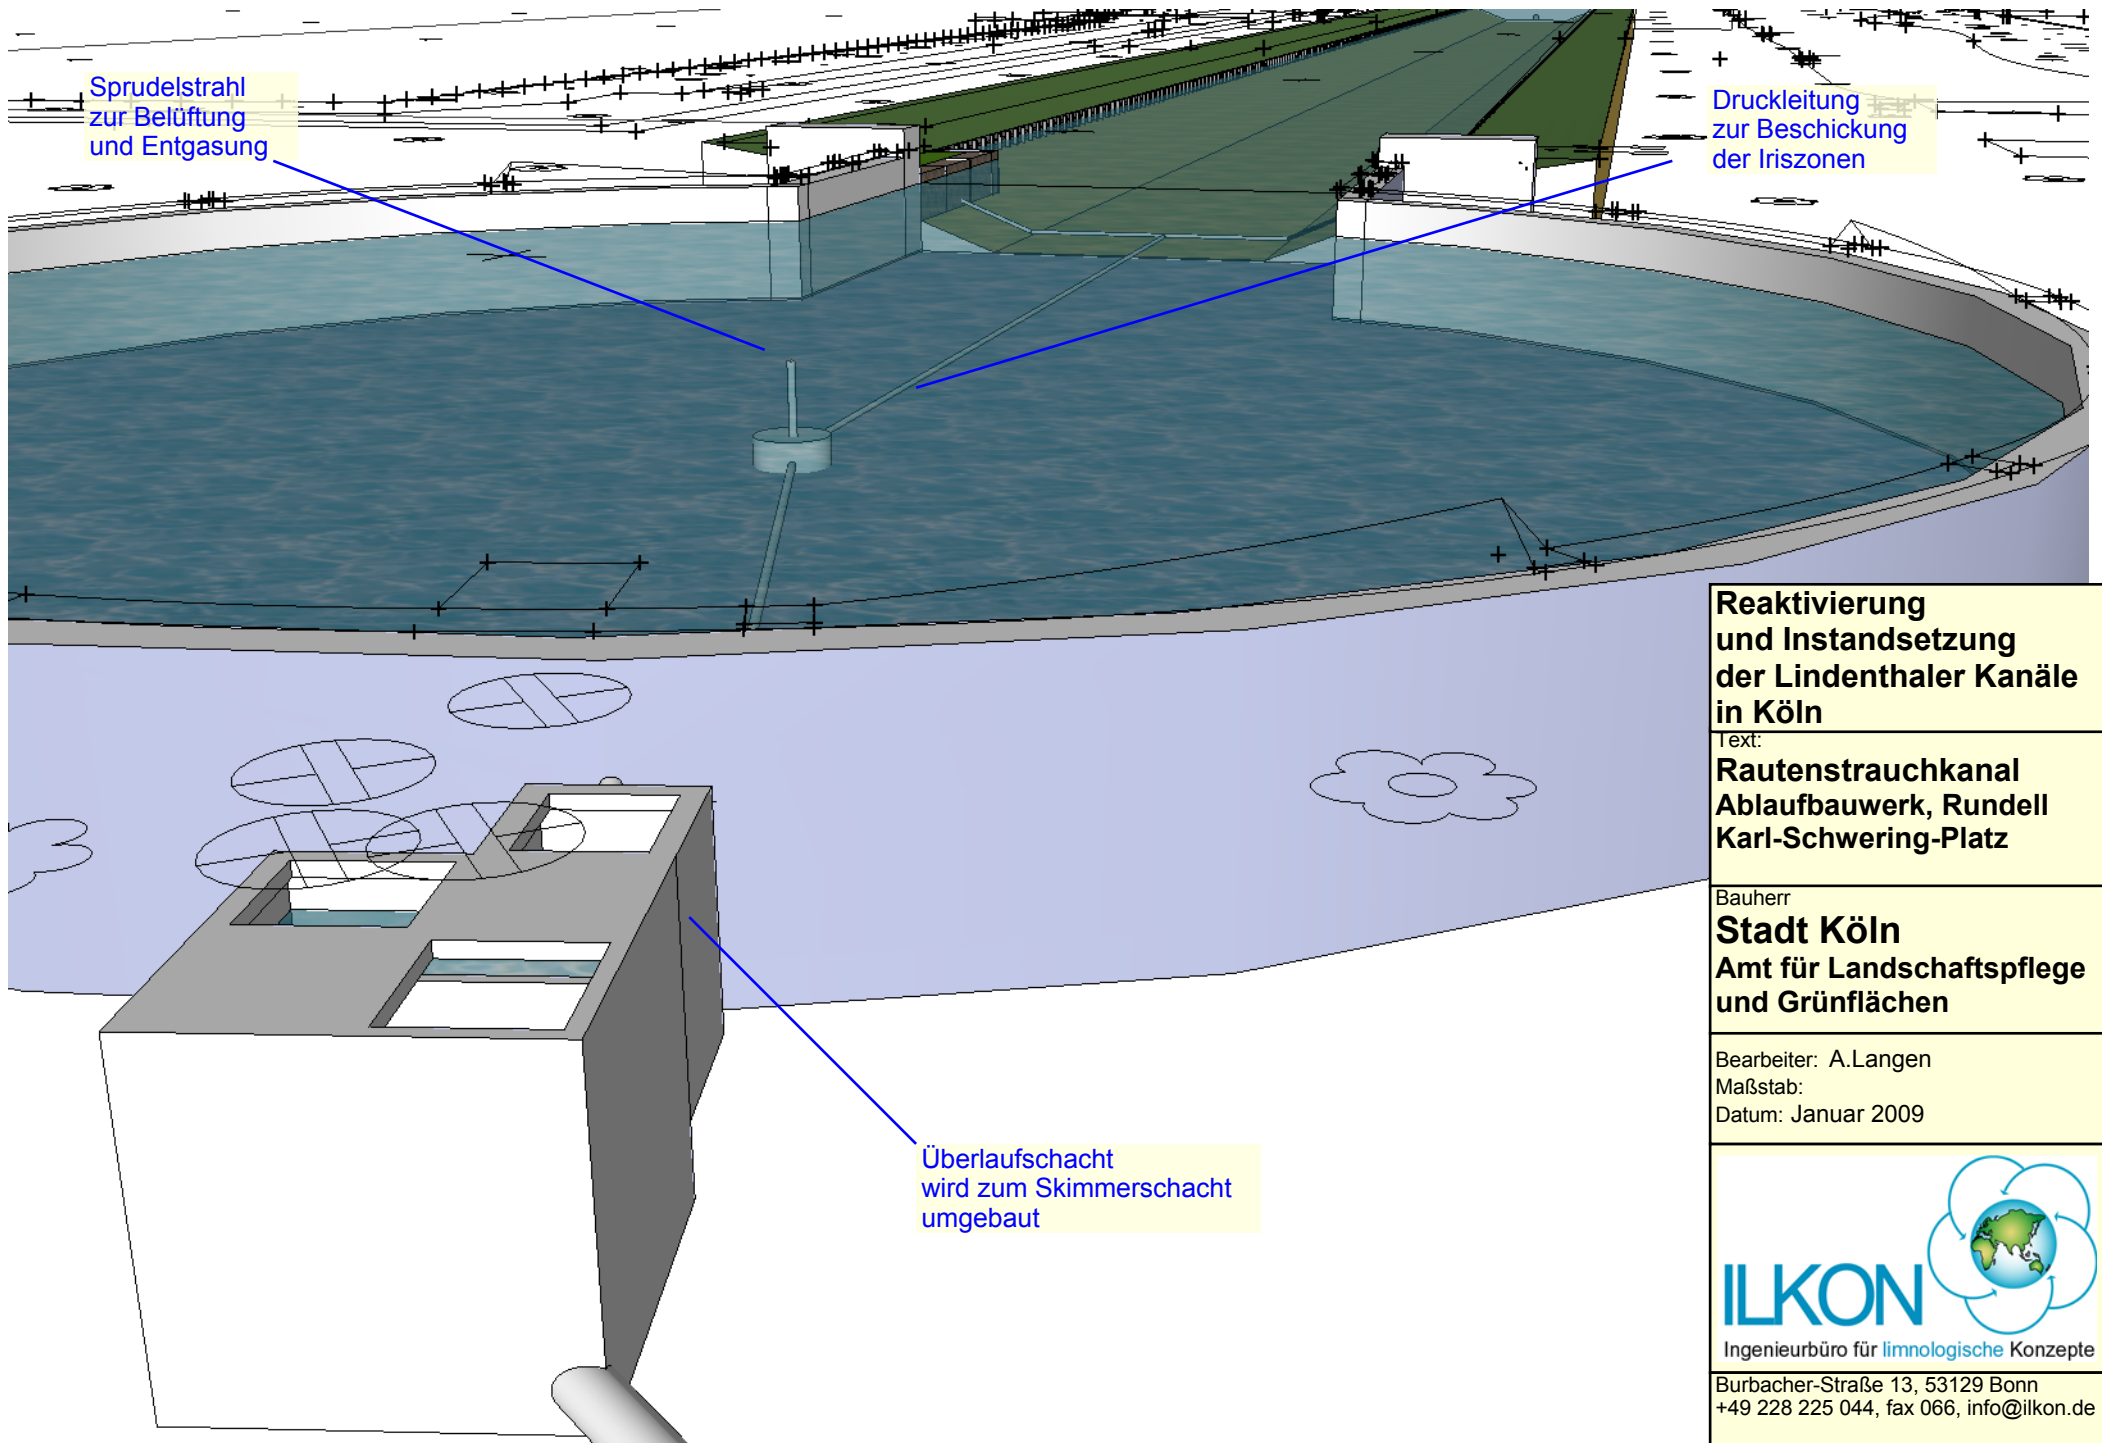 Sprudelstrahl
zur Belüftung
und Entgasung
Druckleitung
zur Beschickung
der Iriszonen
Überlaufschacht
wird zum Skimmerschacht
umgebaut
Reaktivierung
und Instandsetzung
der Lindenthaler Kanäle
in Köln
Text:
Rautenstrauchkanal
Ablaufbauwerk, Rundell
Karl-Schwering-Platz
Bauherr
Stadt Köln
Amt für Landschaftspflege
und Grünflächen
Bearbeiter: A.Langen
Maßstab:
Datum: Januar 2009
ILKON
Ingenieurbüro für limnologische Konzepte
Burbacher-Straße 13, 53129 Bonn
+49 228 225 044, fax 066, info@ilkon.de